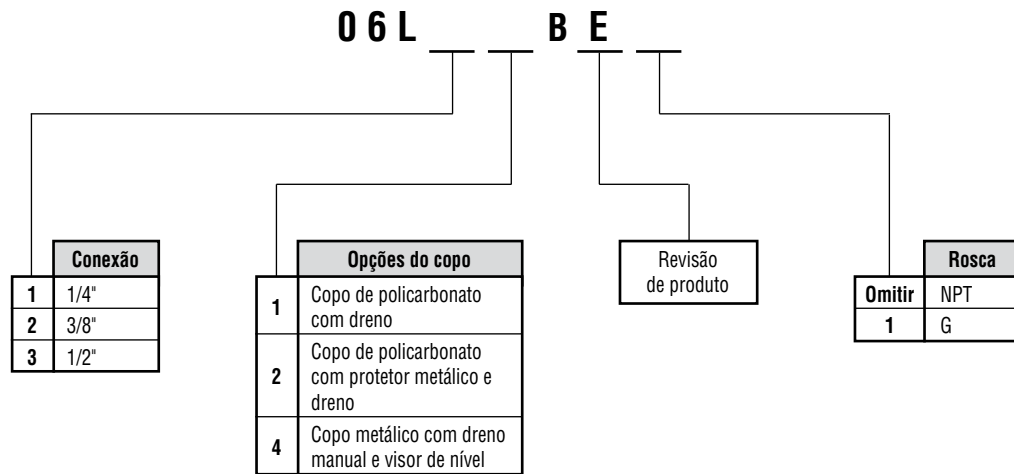 06L _ _ B E _
Conexão
1 1/4"
2 3/8"
3 1/2"
Opções do copo
1 Copo de policarbonato
com dreno
2 Copo de policarbonato
com protetor metálico e
dreno
4 Copo metálico com dreno
manual e visor de nível
Revisão
de produto
Rosca
Omitir NPT
1 G